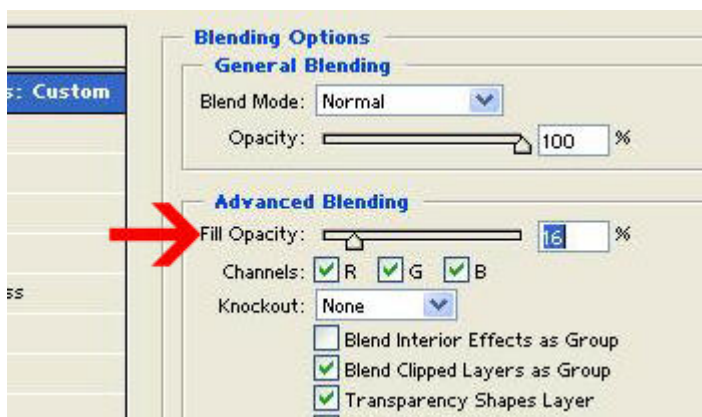 Blending Options
General Blending
s: Custom
Blend Mode: Normal
Opacity: 100 %
Advanced Blending
Fill Opacity: 16 %
Channels: R G B
ss
Knockout: None
Blend Interior Effects as Group
Blend Clipped Layers as Group
Transparency Shapes Layer